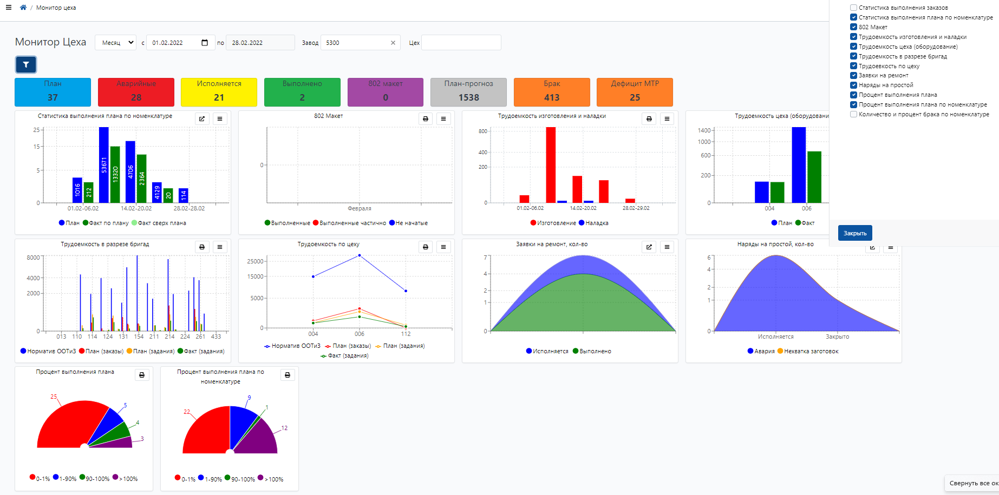 / Монитор цеха
Монитор Цеха
Месяц
с
01.02.2022
по
28.02.2022
Завод
5300
Цех
План
37
Аварийные
28
Исполняется
21
Выполнено
2
802 макет
0
План-прогноз
1538
Брак
413
Дефицит МТР
25
Статистика выполнения заказов
Статистика выполнения плана по номенклатуре
802 Макет
Трудоемкость изготовления и наладки
Трудоемкость цеха (оборудование)
Трудоемкость в разрезе бригад
Трудоевкость по цеху
Заявки на ремонт
Наряды на простой
Процент выполнения плана
Процент выполнения плана по номенклатуре
Количество и процент брака по номенклатуре
Закрыть
Статистика выполнения плана по номенклатуре
25
15
5
0
1016
212
53671
13320
4706
2364
4129
20
114
01.02-06.02
14.02-20.02
28.02-28.02
План
Факт по плану
Факт сверх плана
802 Макет
0
Февраля
Выполненные
Выполненные частично
Не начатые
Трудоемкость изготовления и наладки
800
400
200
0
01.02-06.02
14.02-20.02
28.02-29.02
Изготовление
Наладка
Трудоемкость цеха (оборудовани
1400
1000
600
200
0
004
006
План
Факт
Трудоемкость в разрезе бригад
8000
4000
2000
0
013
110
114
124
131
154
211
214
224
261
433
Норматив ООТиЗ
План (заказы)
План (задания)
Факт (задания)
Трудоемкость по цеху
25000
15000
5000
0
004
006
112
Норматив ООТиЗ
План (заказы)
План (задания)
Факт (задания)
Заявки на ремонт, кол-во
7
4
2
1
0
Исполняется
Выполнено
Наряды на простой, кол-во
6
4
2
1
0
Исполняется
Закрыто
Авария
Нехватка заготовок
Процент выполнения плана
25
5
4
3
0-1%
1-90%
90-100%
>100%
Процент выполнения плана по
номенклатуре
22
9
1
12
0-1%
1-90%
90-100%
>100%
Свернуть все ок